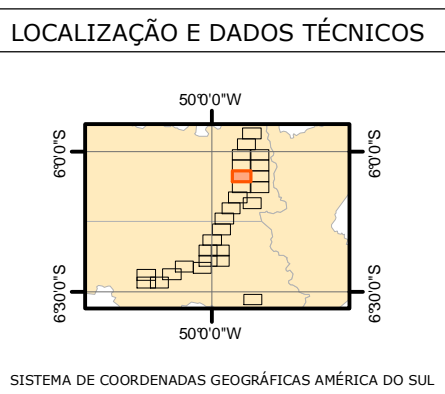 LOCALIZAÇÃO E DADOS TÉCNICOS
50°0'0"W
6°0'0"S
6°0'0"S
6°30'0"S
6°30'0"S
50°0'0"W
SISTEMA DE COORDENADAS GEOGRÁFICAS AMÉRICA DO SUL